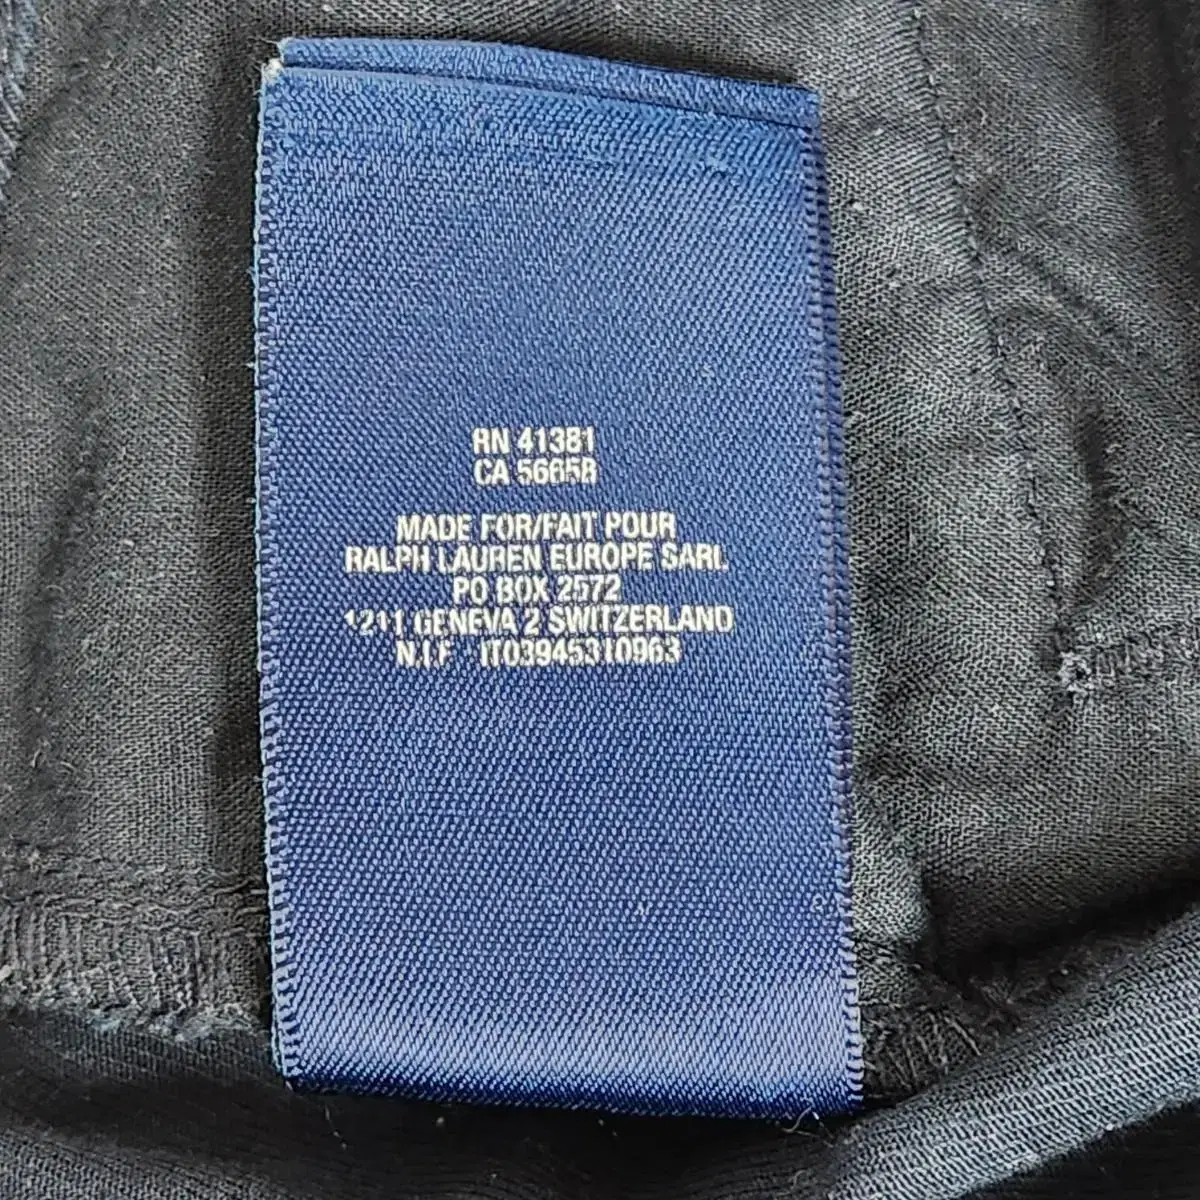 RN 41381
CA 56658
MADE FOR/FAIT POUR
RALPH LAUREN EUROPE SARL
PO BOX 2572
1211 GENEVA 2 SWITZERLAND
N.I.F IT03945310963